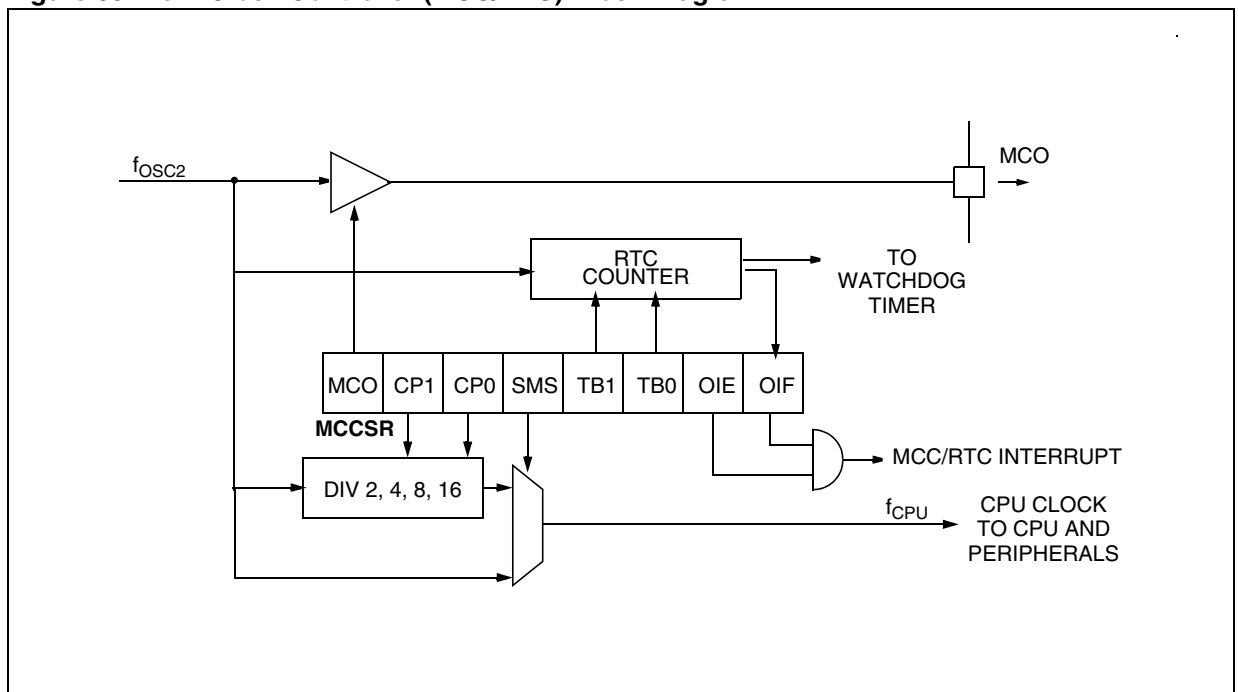 fOSC2
MCO
RTC
COUNTER
TO
WATCHDOG
TIMER
MCO CP1 CP0 SMS TB1 TB0 OIE OIF
MCCSR
MCC/RTC INTERRUPT
DIV 2, 4, 8, 16
fCPU
CPU CLOCK
TO CPU AND
PERIPHERALS